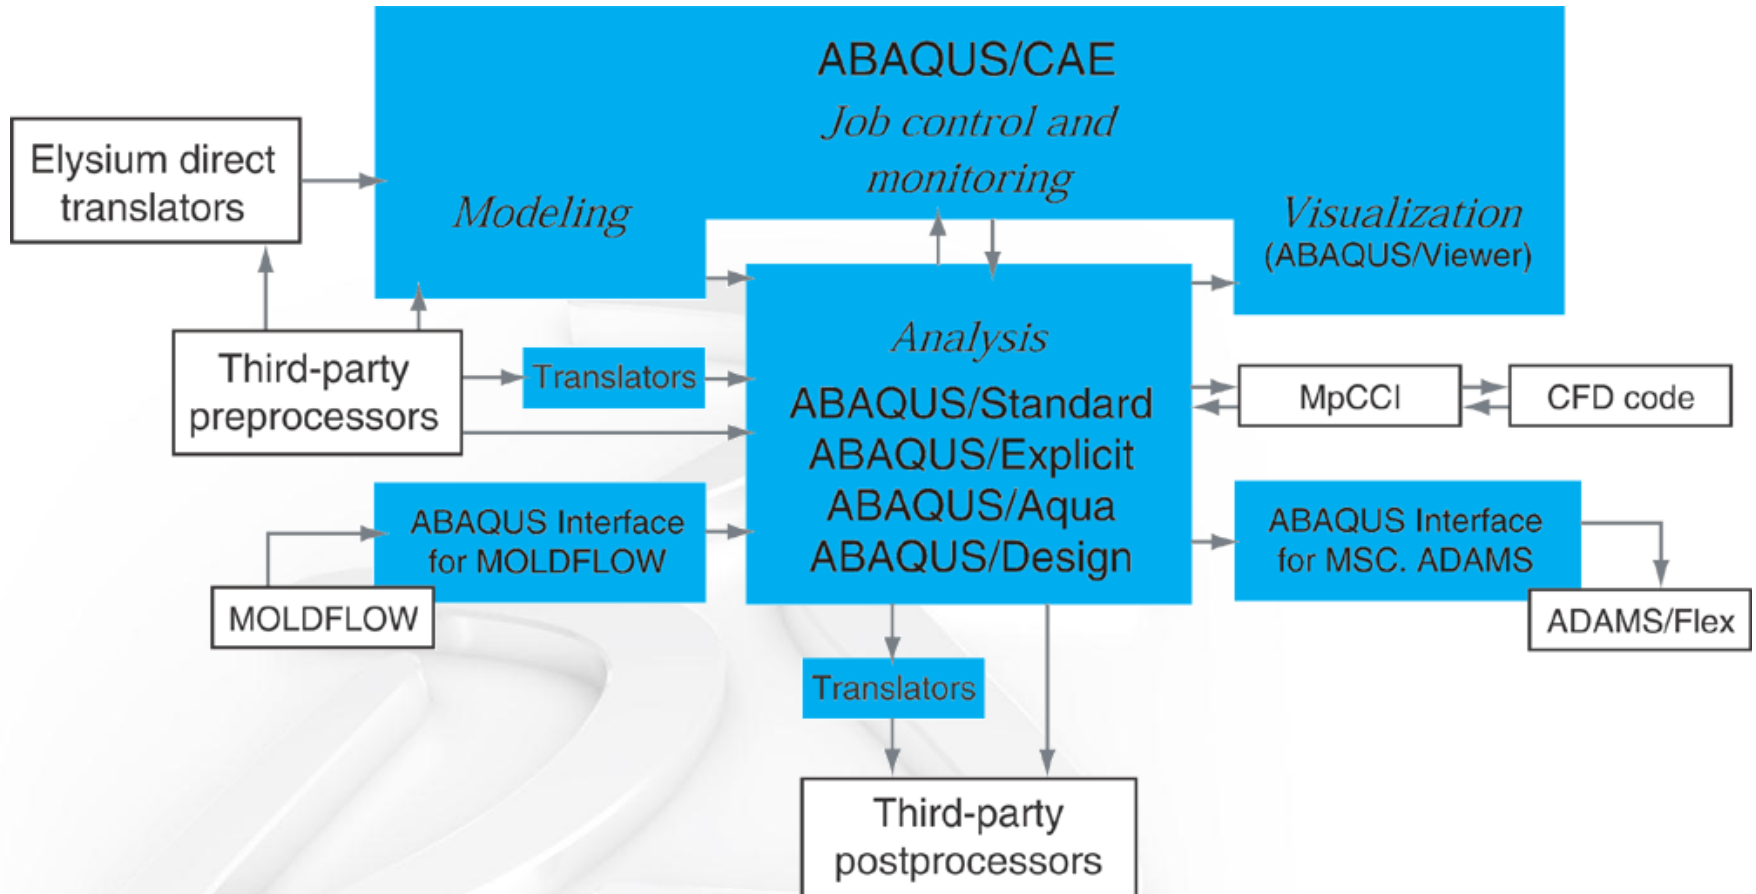 ABAQUS/CAE
Job control and
monitoring
Elysium direct
translators
Modeling
Visualization
(ABAQUS/Viewer)
Third-party
preprocessors
Translators
Analysis
ABAQUS/Standard
ABAQUS/Explicit
ABAQUS/Aqua
ABAQUS/Design
MpCCI
CFD code
ABAQUS Interface
for MOLDFLOW
MOLDFLOW
ABAQUS Interface
for MSC. ADAMS
ADAMS/Flex
Translators
Third-party
postprocessors